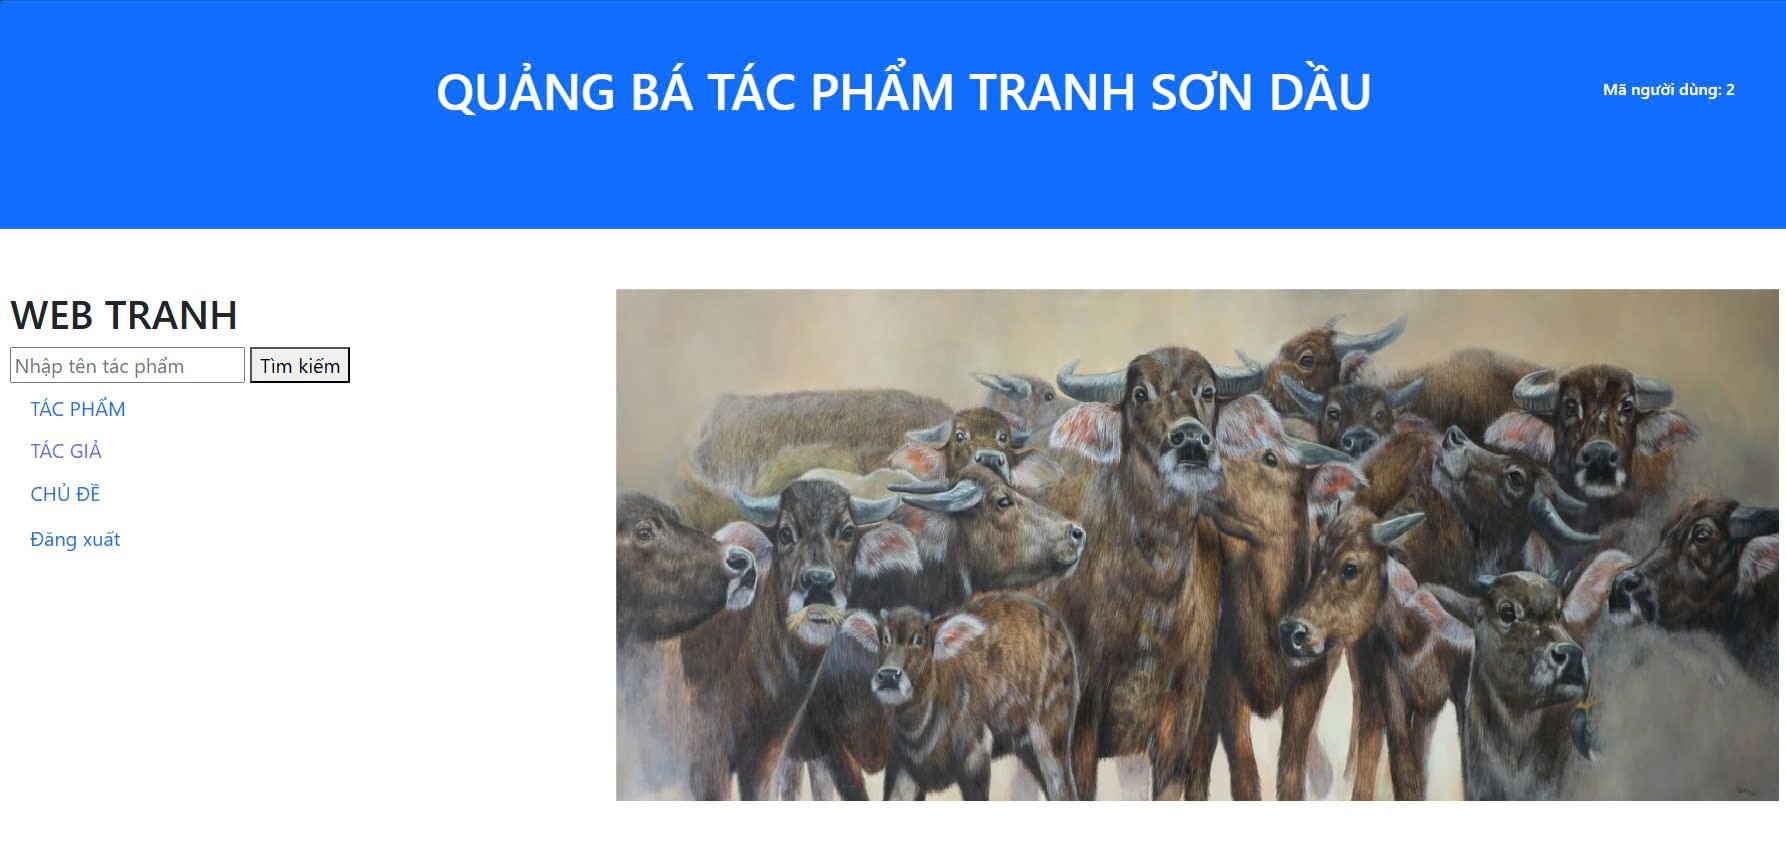 QUẢNG BÁ TÁC PHẨM TRANH SƠN DẦU
Mã người dùng: 2
WEB TRANH
Nhập tên tác phẩm
Tìm kiếm
TÁC PHẨM
TÁC GIẢ
CHỦ ĐỀ
Đăng xuất